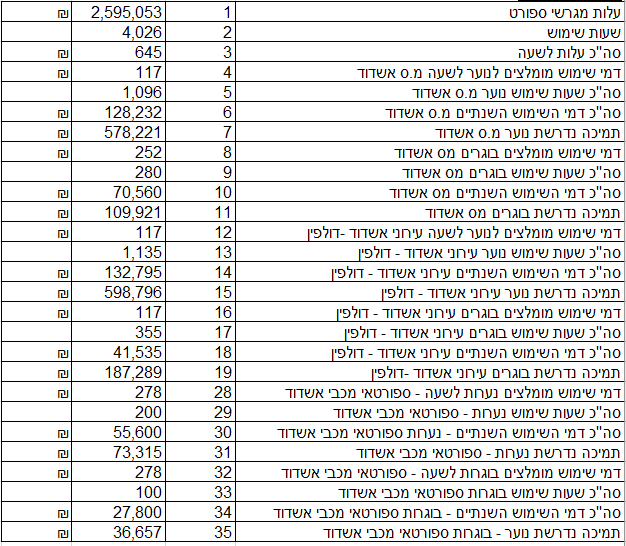 עלות מגרשי ספורט 1 2,595,053 ₪
שעות שימוש 2 4,026
סה"כ עלות לשעה 3 645 ₪
דמי שימוש מומלצים לנוער לשעה מ.ס אשדוד 4 117 ₪
סה"כ שעות שימוש נוער מ.ס אשדוד 5 1,096
סה"כ דמי השימוש השנתיים מ.ס אשדוד 6 128,232 ₪
תמיכה נדרשת נוער מ.ס אשדוד 7 578,221 ₪
דמי שימוש מומלצים בוגרים מס אשדוד 8 252 ₪
סה"כ שעות שימוש בוגרים מס אשדוד 9 280
סה"כ דמי השימוש השנתיים מס אשדוד 10 70,560 ₪
תמיכה נדרשת בוגרים מס אשדוד 11 109,921 ₪
דמי שימוש מומלצים לנוער לשעה עירוני אשדוד -דולפין 12 117 ₪
סה"כ שעות שימוש נוער עירוני אשדוד - דולפין 13 1,135
סה"כ דמי השימוש השנתיים עירוני אשדוד - דולפין 14 132,795 ₪
תמיכה נדרשת נוער עירוני אשדוד - דולפין 15 598,796 ₪
דמי שימוש מומלצים בוגרים עירוני אשדוד - דולפין 16 117 ₪
סה"כ שעות שימוש בוגרים עירוני אשדוד - דולפין 17 355
סה"כ דמי השימוש השנתיים עירוני אשדוד - דולפין 18 41,535 ₪
תמיכה נדרשת בוגרים עירוני אשדוד -דולפין 19 187,289 ₪
דמי שימוש מומלצים נערות לשעה - ספורטאי מכבי אשדוד 28 278 ₪
סה"כ שעות שימוש נערות - ספורטאי מכבי אשדוד 29 200
סה"כ דמי השימוש השנתיים - נערות ספורטאי מכבי אשדוד 30 55,600 ₪
תמיכה נדרשת נערות - ספורטאי מכבי אשדוד 31 73,315 ₪
דמי שימוש מומלצים בוגרות לשעה - ספורטאי מכבי אשדוד 32 278 ₪
סה"כ שעות שימוש בוגרות ספורטאי מכבי אשדוד 33 100
סה"כ דמי השימוש השנתיים - בוגרות ספורטאי מכבי אשדוד 34 27,800 ₪
תמיכה נדרשת נוער - בוגרות ספורטאי מכבי אשדוד 35 36,657 ₪